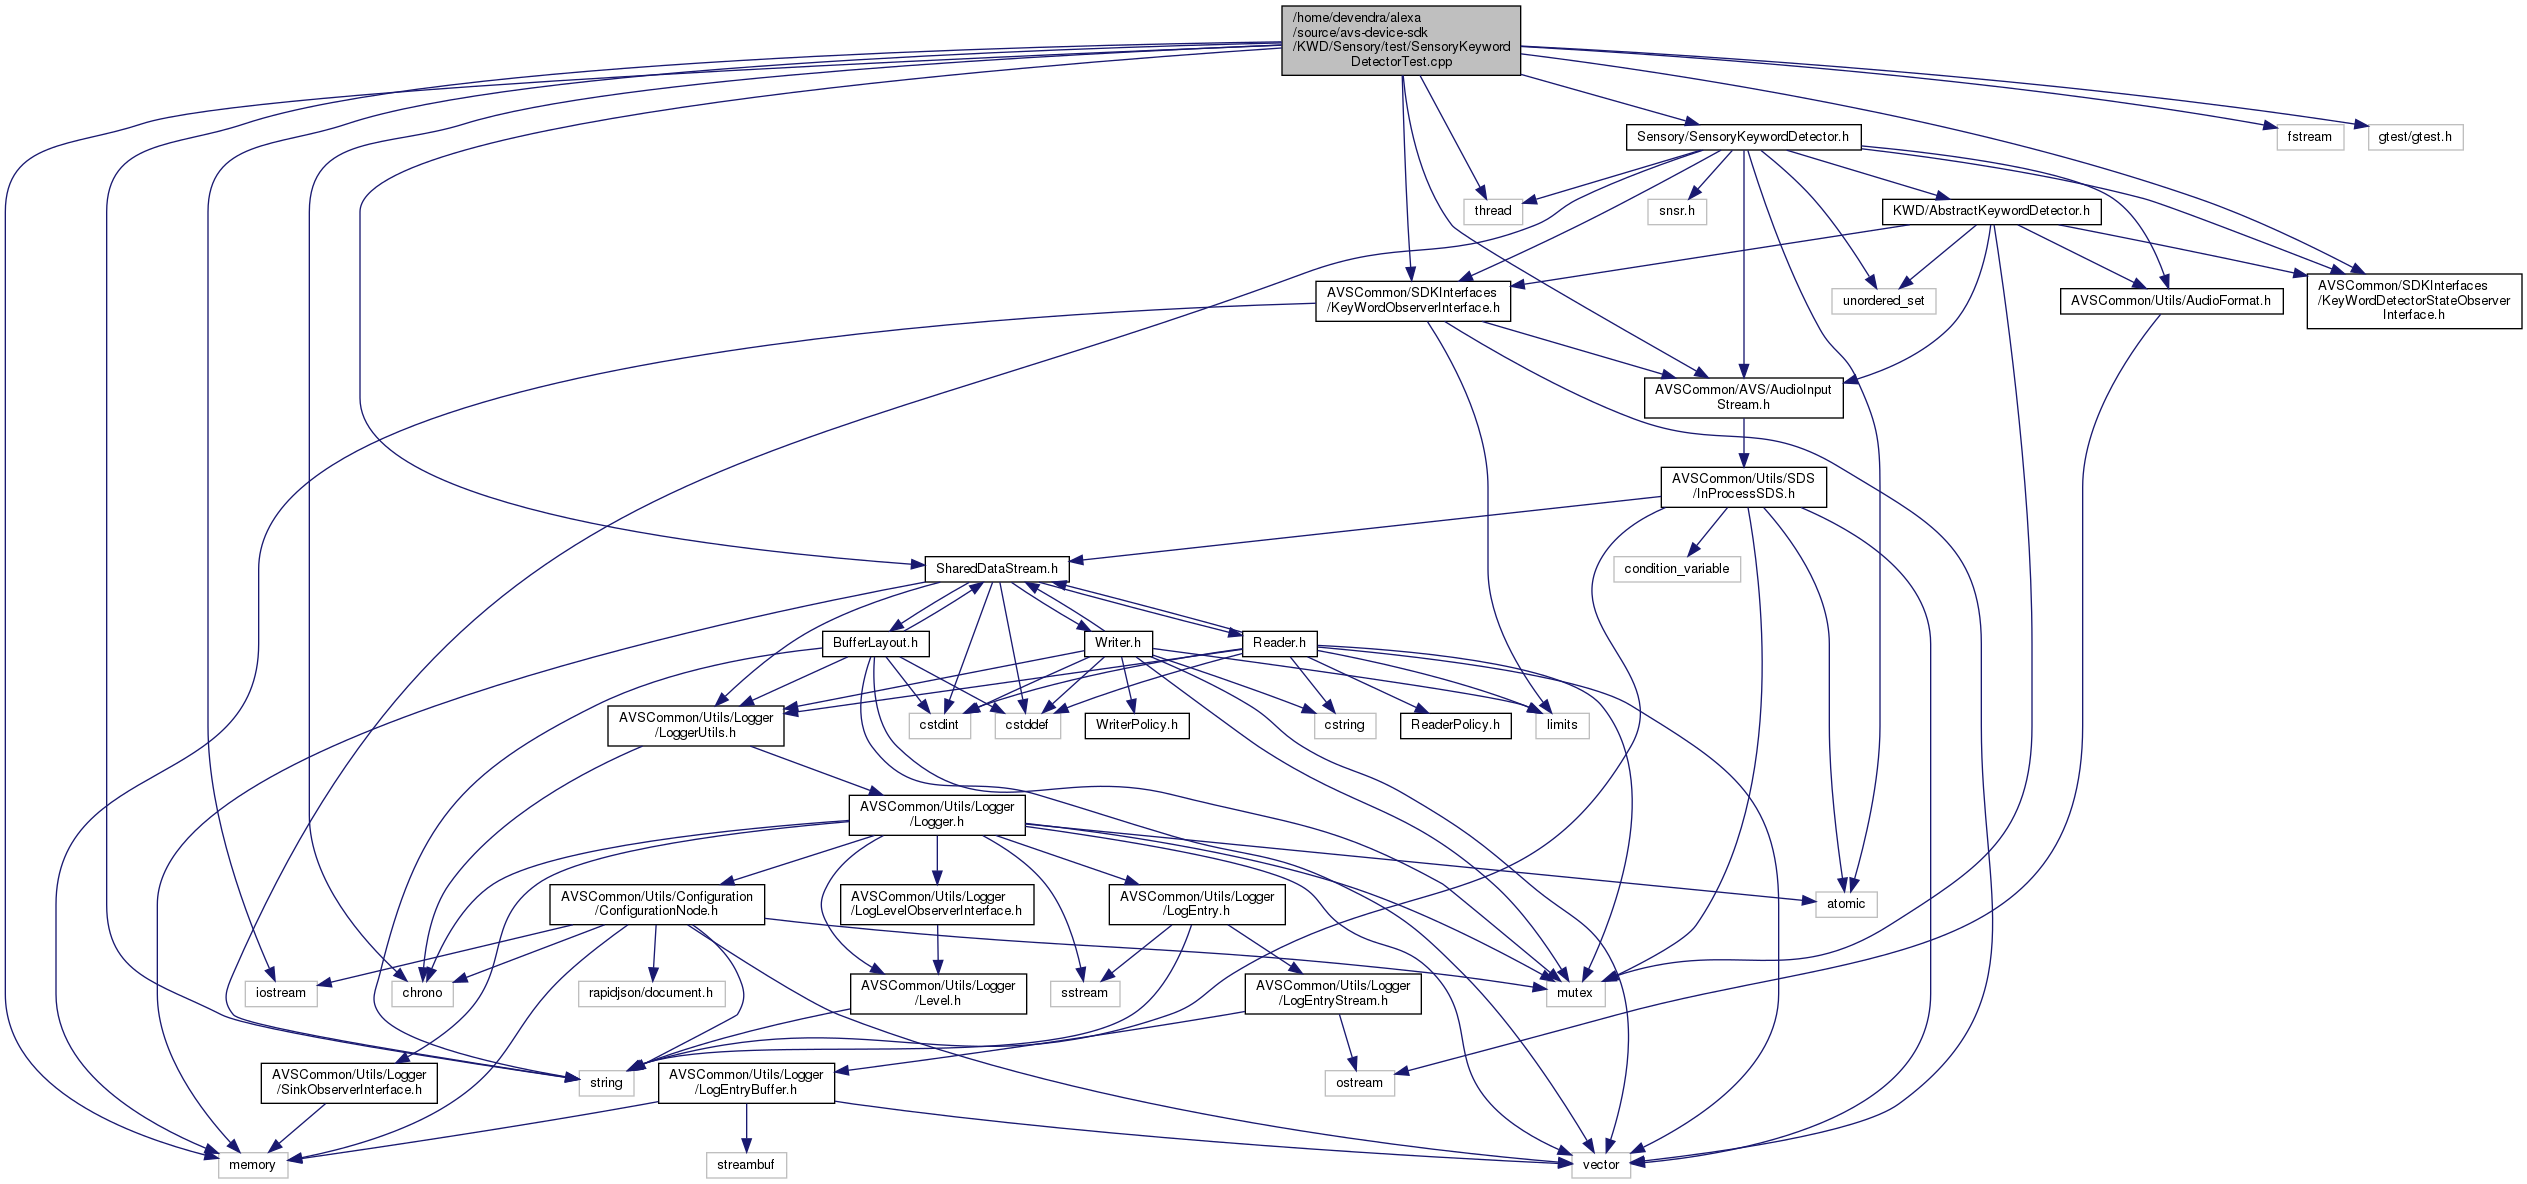 /home/devendra/alexa
/source/avs-device-sdk
/KWD/Sensory/test/SensoryKeyword
DetectorTest.cpp
Sensory/SensoryKeywordDetector.h
fstream
gtest/gtest.h
thread
snsr.h
KWD/AbstractKeywordDetector.h
AVSCommon/SDKInterfaces
/KeyWordObserverInterface.h
unordered_set
AVSCommon/Utils/AudioFormat.h
AVSCommon/SDKInterfaces
/KeyWordDetectorStateObserver
Interface.h
AVSCommon/AVS/AudioInput
Stream.h
AVSCommon/Utils/SDS
/InProcessSDS.h
SharedDataStream.h
condition_variable
BufferLayout.h
Writer.h
Reader.h
AVSCommon/Utils/Logger
/LoggerUtils.h
cstdint
cstddef
WriterPolicy.h
cstring
ReaderPolicy.h
limits
AVSCommon/Utils/Logger
/Logger.h
AVSCommon/Utils/Configuration
/ConfigurationNode.h
AVSCommon/Utils/Logger
/LogLevelObserverInterface.h
AVSCommon/Utils/Logger
/LogEntry.h
atomic
iostream
chrono
rapidjson/document.h
AVSCommon/Utils/Logger
/Level.h
sstream
AVSCommon/Utils/Logger
/LogEntryStream.h
mutex
AVSCommon/Utils/Logger
/SinkObserverInterface.h
string
AVSCommon/Utils/Logger
/LogEntryBuffer.h
ostream
memory
streambuf
vector